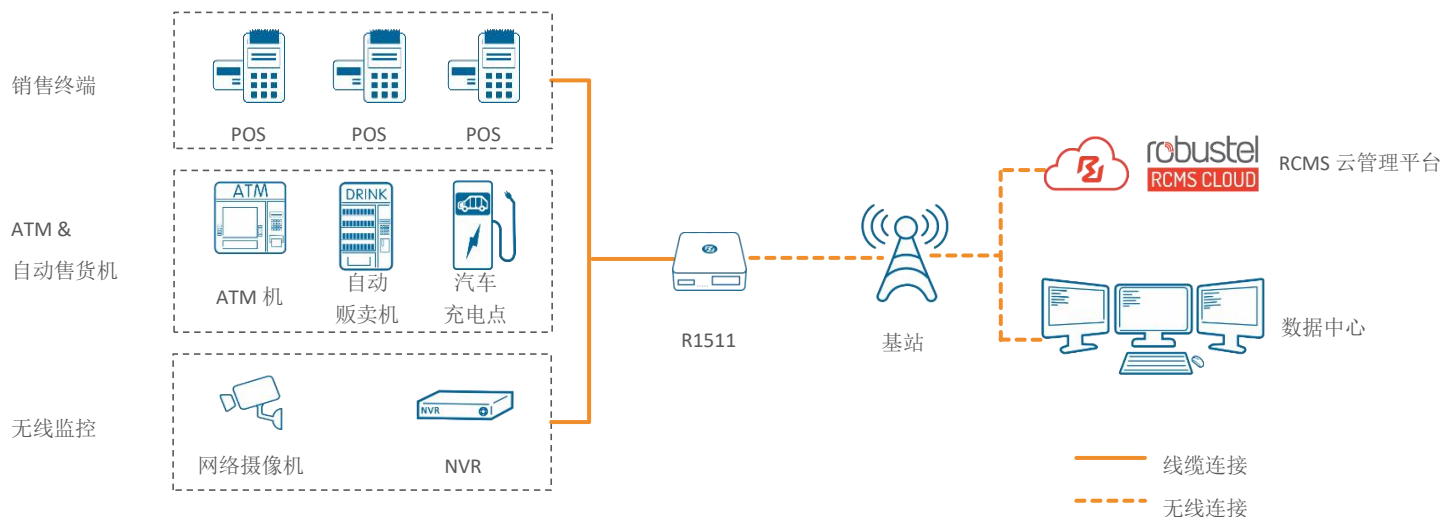 销售终端
POS
POS
POS
ATM &
自动售货机
ATM
ATM 机
DRINK
自动
贩卖机
汽车
充电点
无线监控
网络摄像机
NVR
NVR
R1511
基站
robustel
RCMS CLOUD
RCMS 云管理平台
数据中心
线缆连接
无线连接